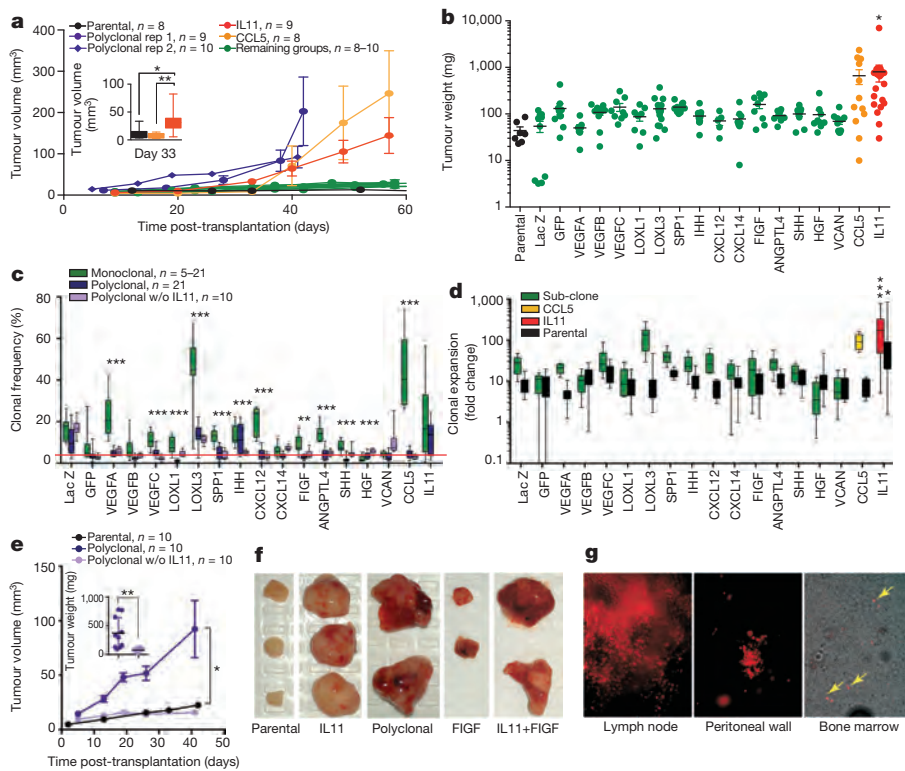 a
Parental, n = 8
Polyclonal rep 1, n = 9
Polyclonal rep 2, n = 10
IL11, n = 9
CCL5, n = 8
Remaining groups, n = 8–10
Tumour volume (mm3)
400
300
200
100
0
0
20
40
60
Time post-transplantation (days)
Tumour volume (mm3)
100
50
0
*
**
Day 33
b
Tumour weight (mg)
10,000
1,000
100
10
1
*
Parental
Lac Z
GFP
VEGFA
VEGFB
VEGFC
LOXL1
LOXL3
SPP1
IHH
CXCL12
CXCL14
FIGF
ANGPTL4
SHH
HGF
VCAN
CCL5
IL11
c
Monoclonal, n = 5–21
Polyclonal, n = 21
Polyclonal w/o IL11, n = 10
Clonal frequency (%)
80
60
40
20
0
***
***
***
***
***
***
***
**
***
***
***
***
Lac Z
GFP
VEGFA
VEGFB
VEGFC
LOXL1
LOXL3
SPP1
IHH
CXCL12
CXCL14
FIGF
ANGPTL4
SHH
HGF
VCAN
CCL5
IL11
d
Sub-clone
CCL5
IL11
Parental
Clonal expansion (fold change)
1,000
100
10
1
0.1
***
*
Lac Z
GFP
VEGFA
VEGFB
VEGFC
LOXL1
LOXL3
SPP1
IHH
CXCL12
CXCL14
FIGF
ANGPTL4
SHH
HGF
VCAN
CCL5
IL11
e
Parental, n = 10
Polyclonal, n = 10
Polyclonal w/o IL11, n = 10
Tumour volume (mm3)
150
100
50
0
0
10
20
30
40
50
Time post-transplantation (days)
Tumour weight (mg)
1,000
500
0
**
*
f
Parental
IL11
Polyclonal
FIGF
IL11+FIGF
g
Lymph node
Peritoneal wall
Bone marrow